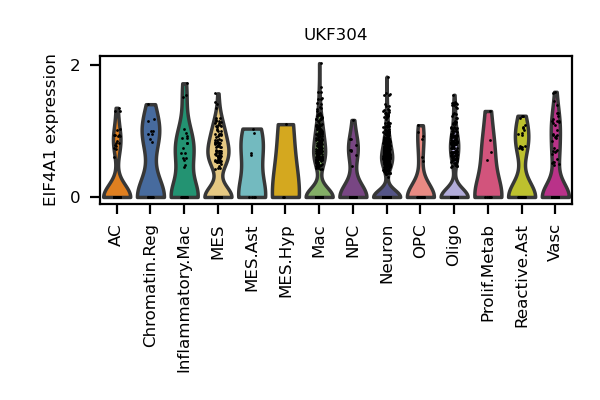 UKF304
EIF4A1 expression
2
0
AC
Chromatin.Reg
Inflammatory.Mac
MES
MES.Ast
MES.Hyp
Mac
NPC
Neuron
OPC
Oligo
Prolif.Metab
Reactive.Ast
Vasc